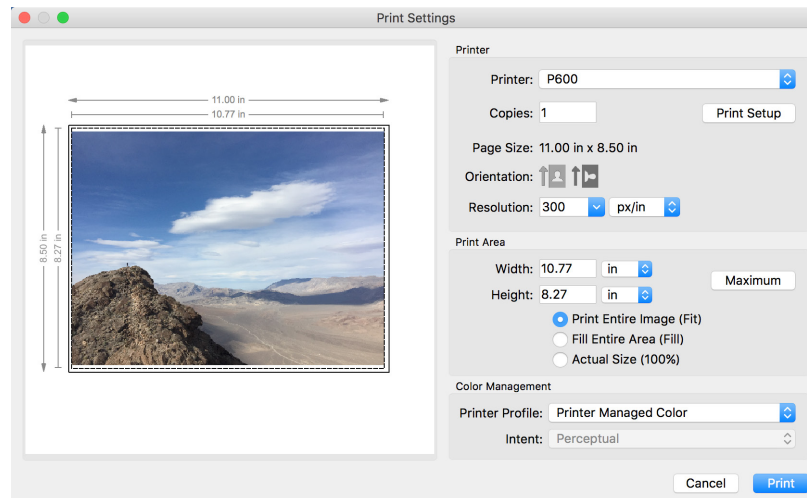 Print Settings
11.00 in
10.77 in
8.50 in
8.27 in
Printer
Printer: P600
Copies: 1 Print Setup
Page Size: 11.00 in x 8.50 in
Orientation:
Resolution: 300 px/in
Print Area
Width: 10.77 in
Maximum
Height: 8.27 in
Print Entire Image (Fit)
Fill Entire Area (Fill)
Actual Size (100%)
Color Management
Printer Profile: Printer Managed Color
Intent: Perceptual
Cancel Print